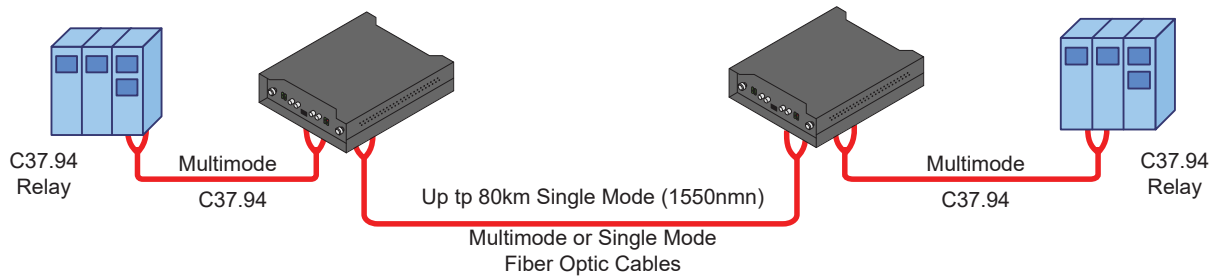 C37.94
Relay
Multimode
C37.94
Up tp 80km Single Mode (1550nmn)
Multimode or Single Mode
Fiber Optic Cables
Multimode
C37.94
C37.94
Relay